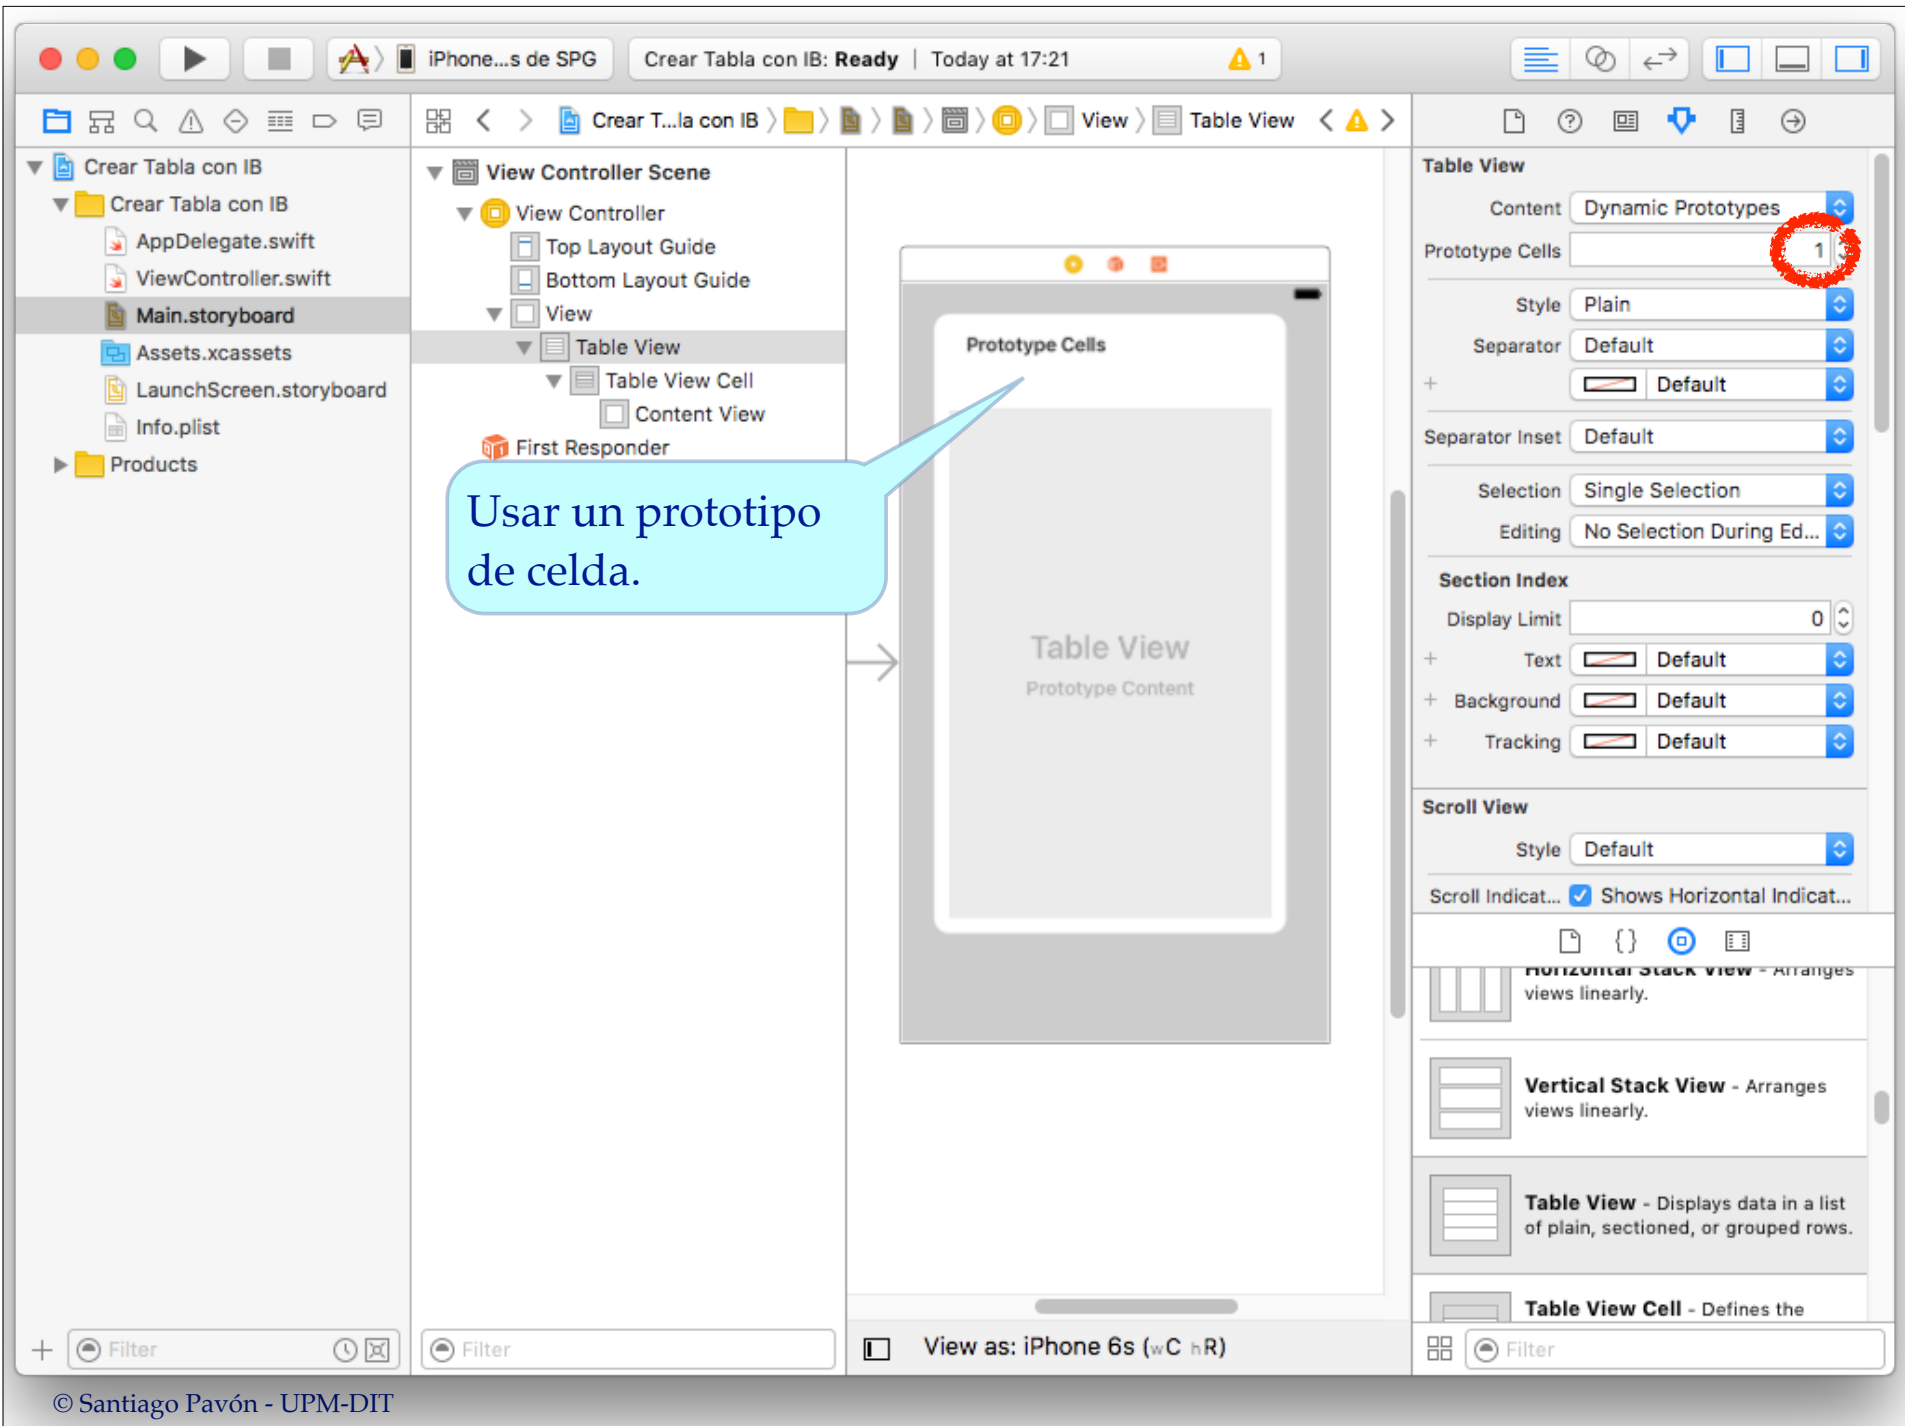 iPhone...s de SPG
Crear Tabla con IB: Ready | Today at 17:21
1
Crear T...la con IB
View
Table View
Crear Tabla con IB
Crear Tabla con IB
AppDelegate.swift
ViewController.swift
Main.storyboard
Assets.xcassets
LaunchScreen.storyboard
Info.plist
Products
Filter
View Controller Scene
View Controller
Top Layout Guide
Bottom Layout Guide
View
Table View
Table View Cell
Content View
First Responder
Usar un prototipo
de celda.
Filter
Prototype Cells
Table View
Prototype Content
View as: iPhone 6s (wC hR)
Table View
Content Dynamic Prototypes
Prototype Cells 1
Style Plain
Separator Default
+ Default
Separator Inset Default
Selection Single Selection
Editing No Selection During Ed...
Section Index
Display Limit 0
+ Text Default
+ Background Default
+ Tracking Default
Scroll View
Style Default
Scroll Indicat... Shows Horizontal Indicat...
{}
Horizontal Stack View - Arranges
views linearly.
Vertical Stack View - Arranges
views linearly.
Table View - Displays data in a list
of plain, sectioned, or grouped rows.
Table View Cell - Defines the
Filter
© Santiago Pavón - UPM-DIT